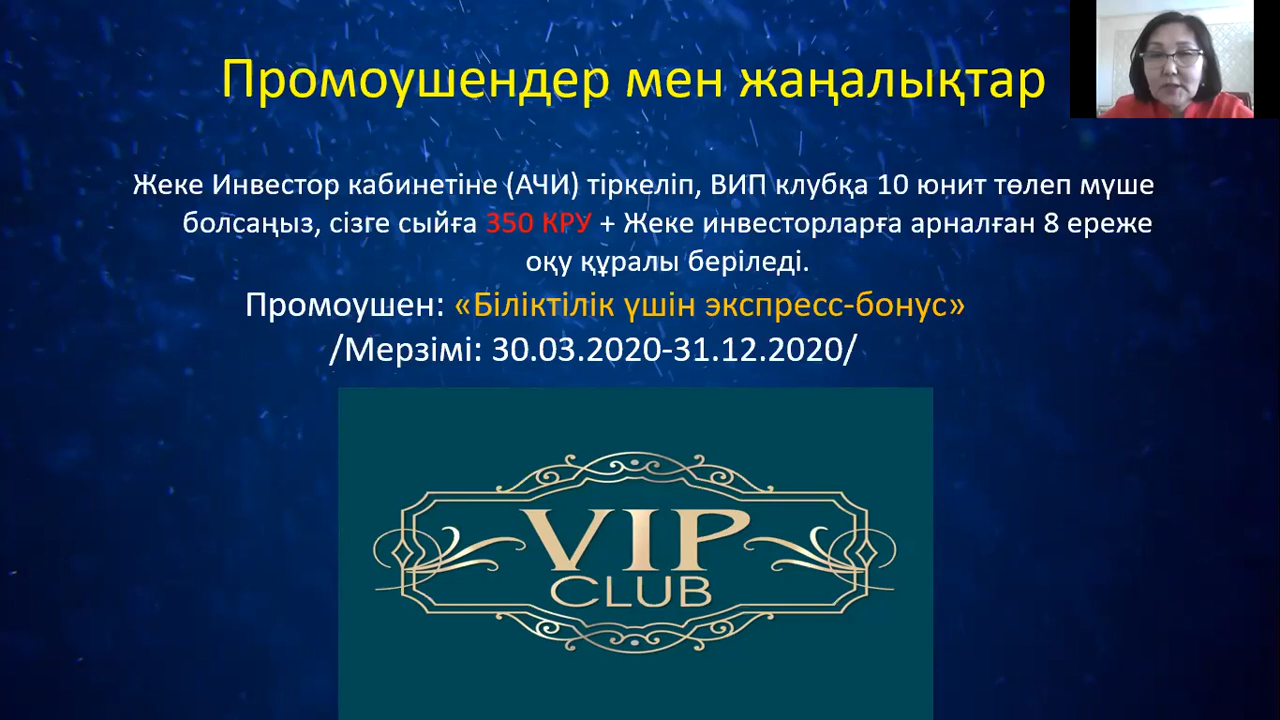 Промоушендер мен жаңалықтар
Жеке Инвестор кабинетіне (АЧИ) тіркеліп, ВИП клубқа 10 юнит төлеп мүше
болсаңыз, сізге сыйға 350 КРУ + Жеке инвесторларға арналған 8 ереже
оқу құралы беріледі.
Промоушен: «Біліктілік үшін экспресс-бонус»
/Мерзімі: 30.03.2020-31.12.2020/
VIP
CLUB